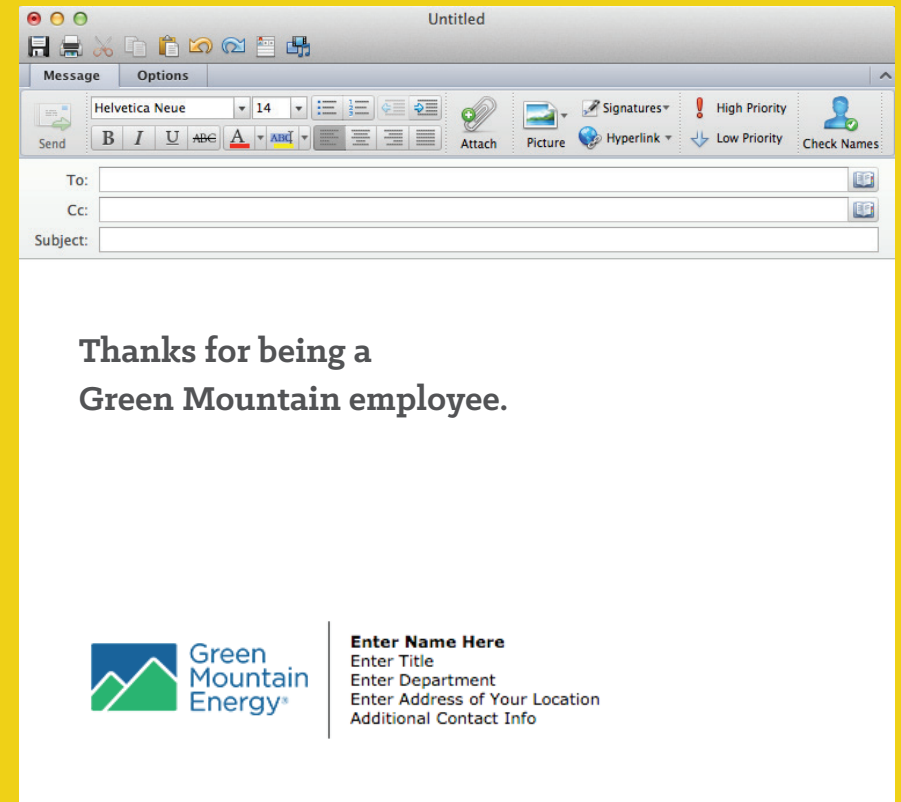 Untitled
Message Options
Helvetica Neue 14 Signatures High Priority
Send B I U ABC A ABC Attach Picture Hyperlink Low Priority Check Names
To:
Cc:
Subject:
Thanks for being a
Green Mountain employee.
Green
Mountain
Energy®
Enter Name Here
Enter Title
Enter Department
Enter Address of Your Location
Additional Contact Info